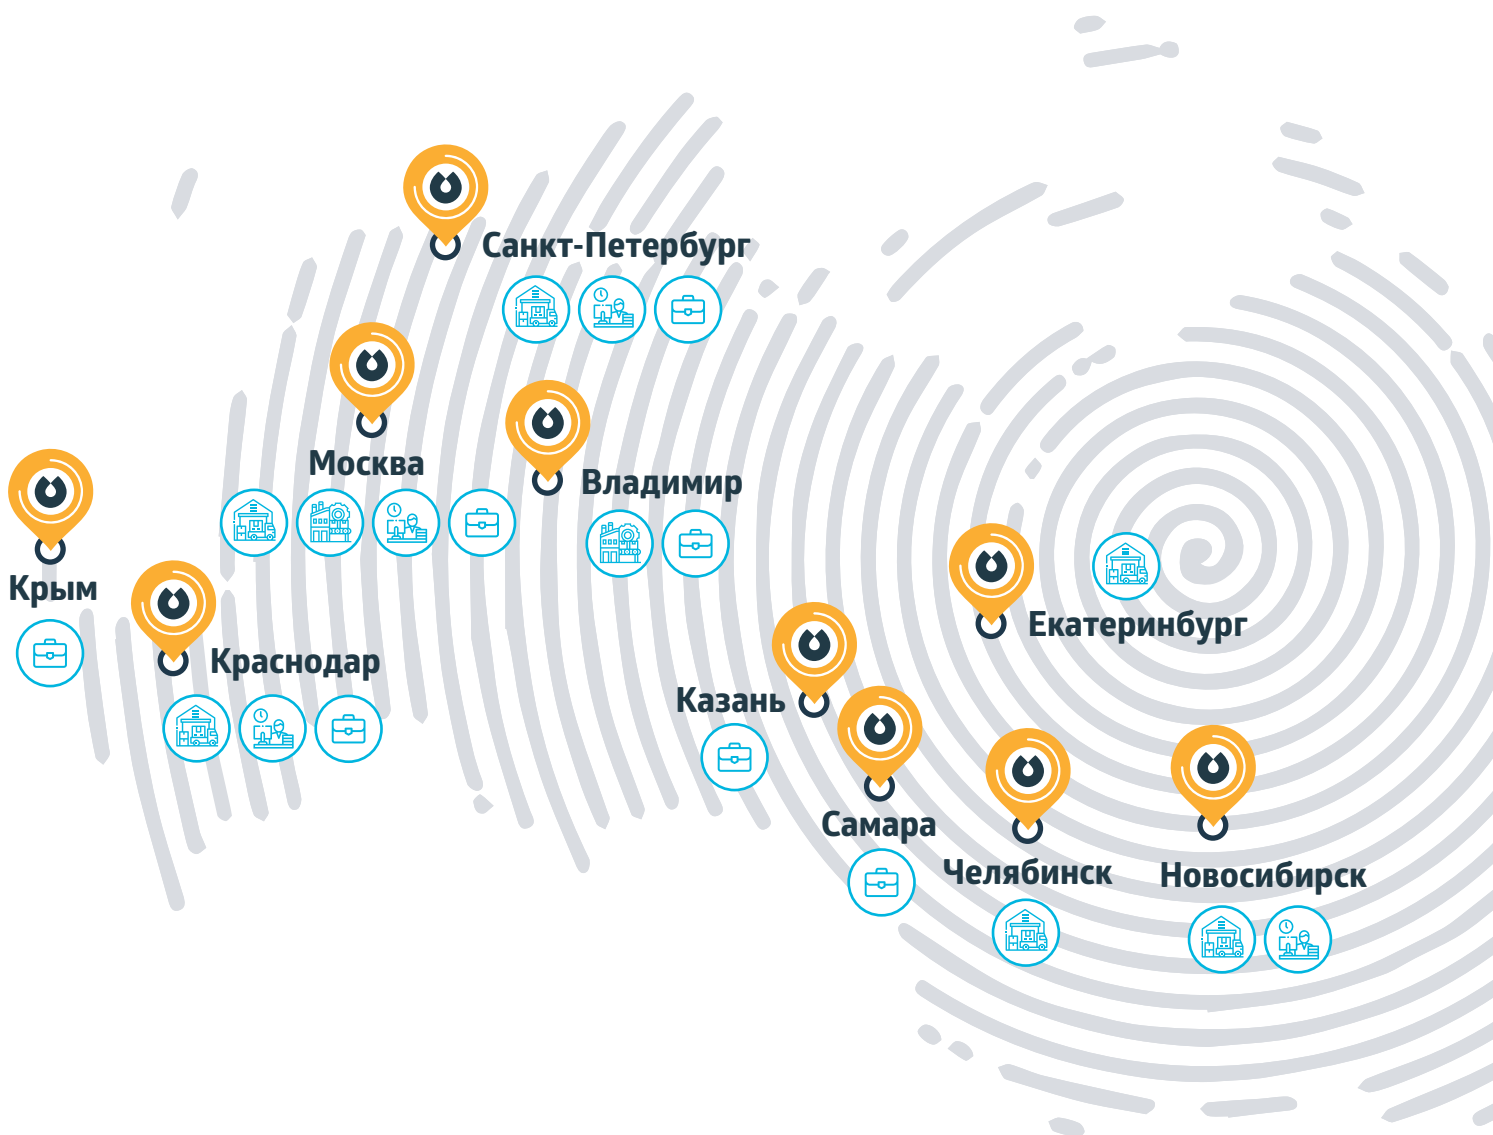 Санкт-Петербург
Москва
Владимир
Крым
Краснодар
Екатеринбург
Казань
Самара
Челябинск
Новосибирск